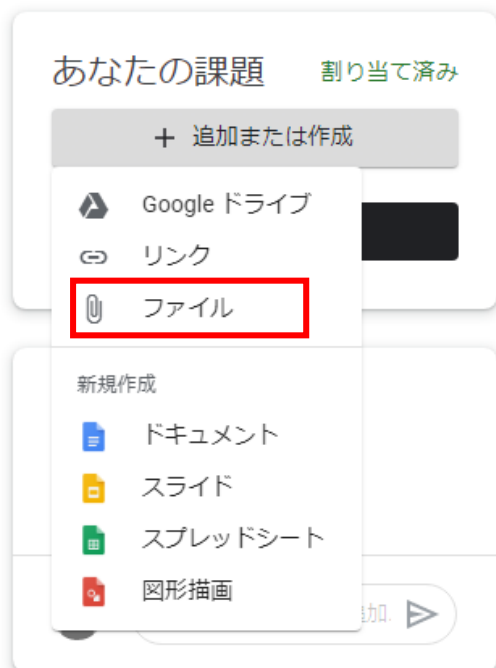 あなたの課題 割り当て済み
+ 追加または作成
Google ドライブ
リンク
ファイル
新規作成
ドキュメント
スライド
スプレッドシート
図形描画
追加